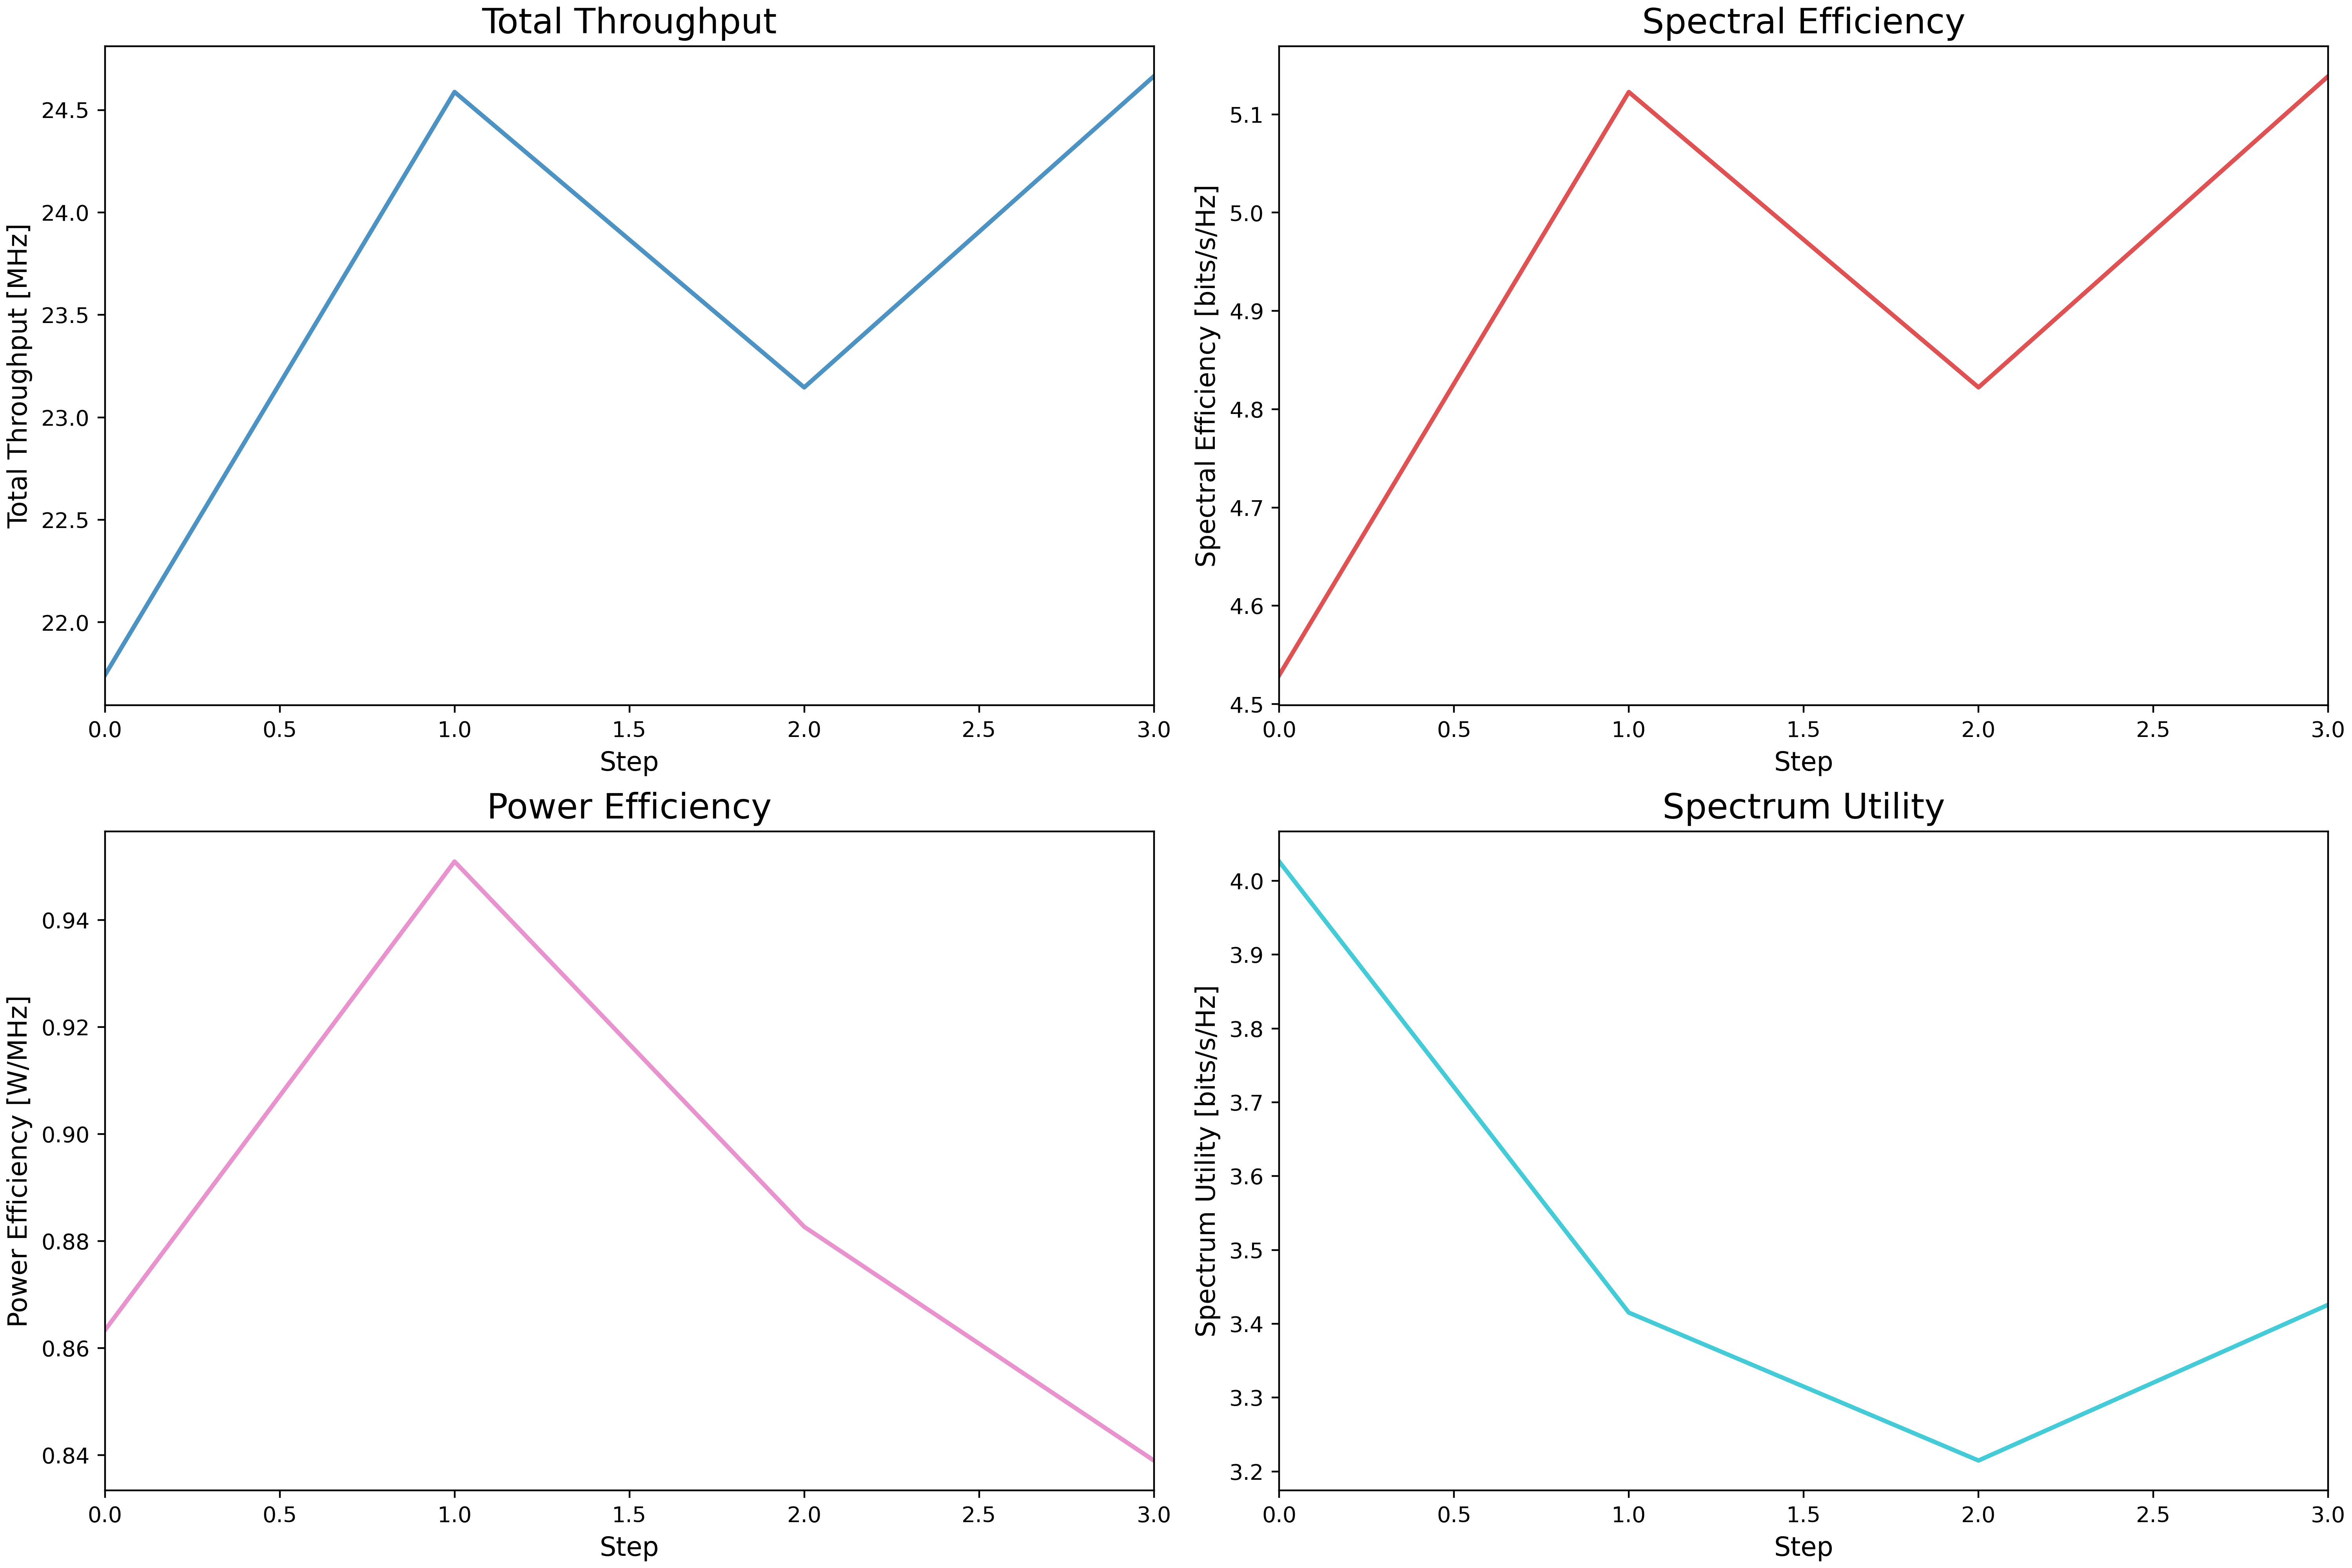 Total Throughput
Total Throughput [MHz]
24.5
24.0
23.5
23.0
22.5
22.0
0.0 0.5 1.0 1.5 2.0 2.5 3.0
Step
Spectral Efficiency
Spectral Efficiency [bits/s/Hz]
5.1
5.0
4.9
4.8
4.7
4.6
4.5
0.0 0.5 1.0 1.5 2.0 2.5 3.0
Step
Power Efficiency
Power Efficiency [W/MHz]
0.94
0.92
0.90
0.88
0.86
0.84
0.0 0.5 1.0 1.5 2.0 2.5 3.0
Step
Spectrum Utility
Spectrum Utility [bits/s/Hz]
4.0
3.9
3.8
3.7
3.6
3.5
3.4
3.3
3.2
0.0 0.5 1.0 1.5 2.0 2.5 3.0
Step